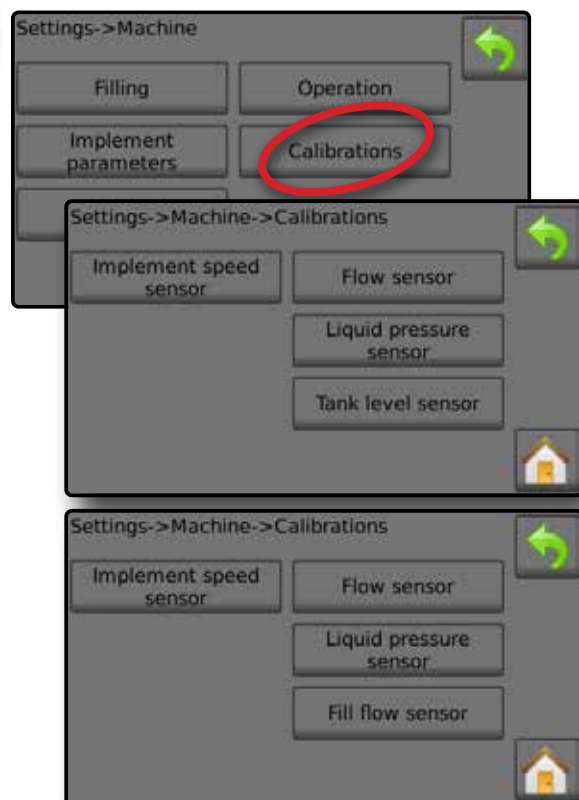 Settings->Machine
Filling
Operation
Implement
parameters
Calibrations
Settings->Machine->Calibrations
Implement speed
sensor
Flow sensor
Liquid pressure
sensor
Tank level sensor
Settings->Machine->Calibrations
Implement speed
sensor
Flow sensor
Liquid pressure
sensor
Fill flow sensor